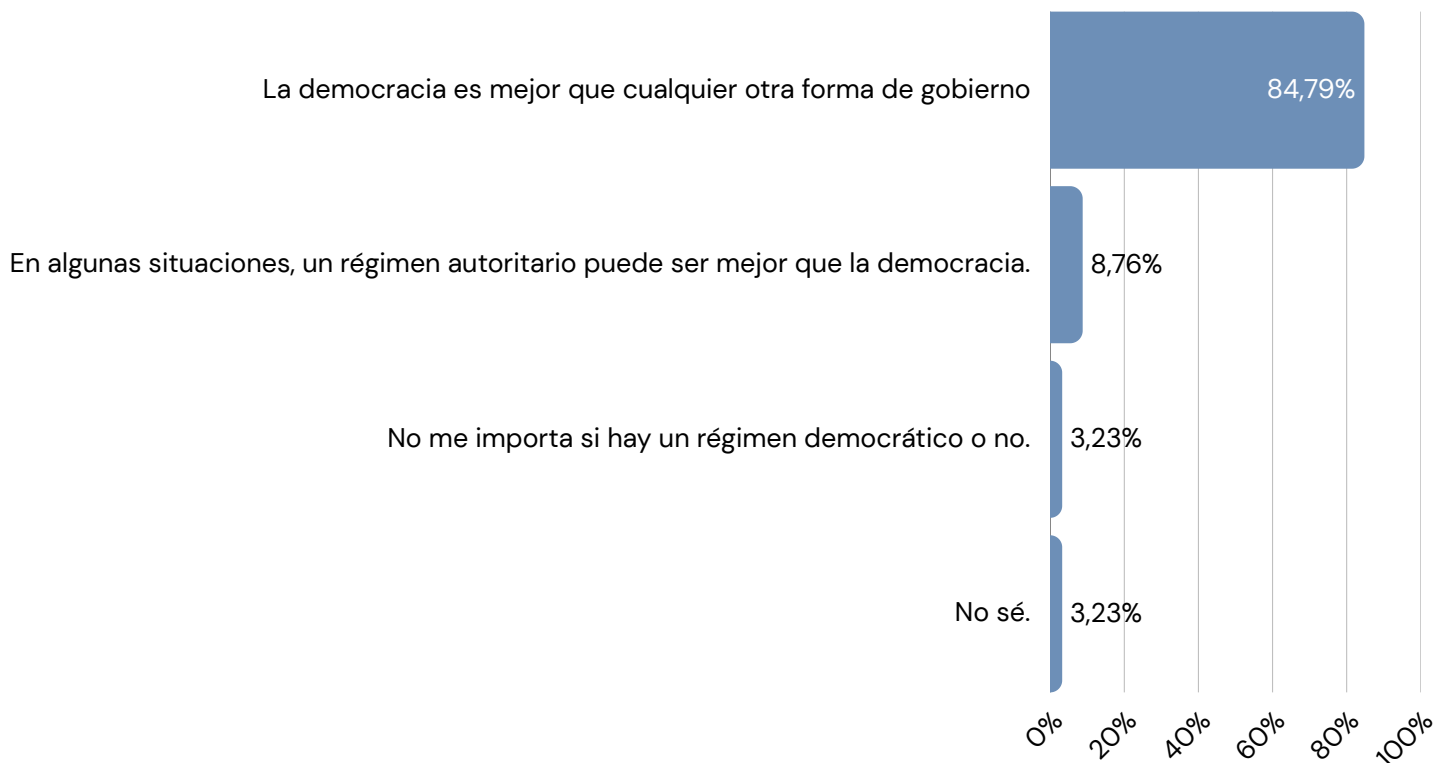 La democracia es mejor que cualquier otra forma de gobierno
84,79%
En algunas situaciones, un régimen autoritario puede ser mejor que la democracia.
8,76%
No me importa si hay un régimen democrático o no.
3,23%
No sé.
3,23%
0%
20%
40%
60%
80%
100%